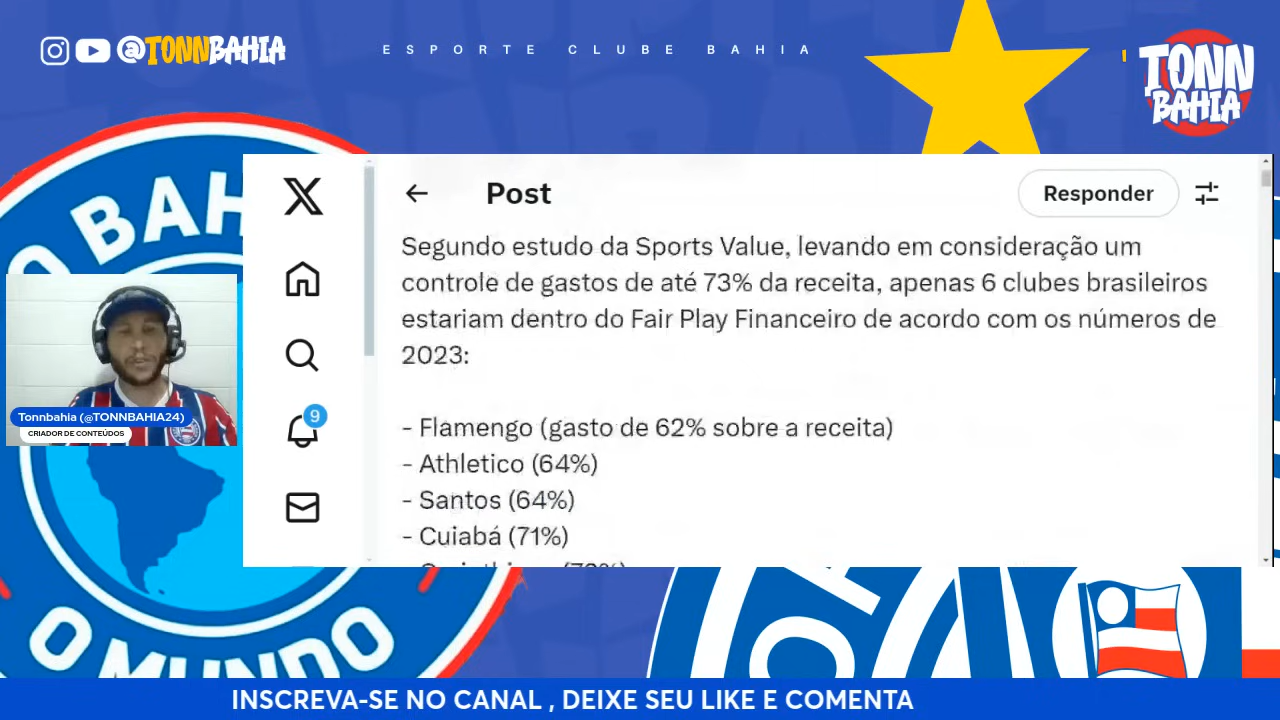 @TONNBAHIA
ESPORTE CLUBE BAHIA
TONN
BAHIA
O BAH
Post
Responder
Segundo estudo da Sports Value, levando em consideração um
controle de gastos de até 73% da receita, apenas 6 clubes brasileiros
estariam dentro do Fair Play Financeiro de acordo com os números de
2023:
9
- Flamengo (gasto de 62% sobre a receita)
- Athletico (64%)
- Santos (64%)
- Cuiabá (71%)
Tonnbahia (@TONNBAHIA24)
CRIADOR DE CONTEÚDOS
O MUNDO
INSCREVA-SE NO CANAL , DEIXE SEU LIKE E COMENTA